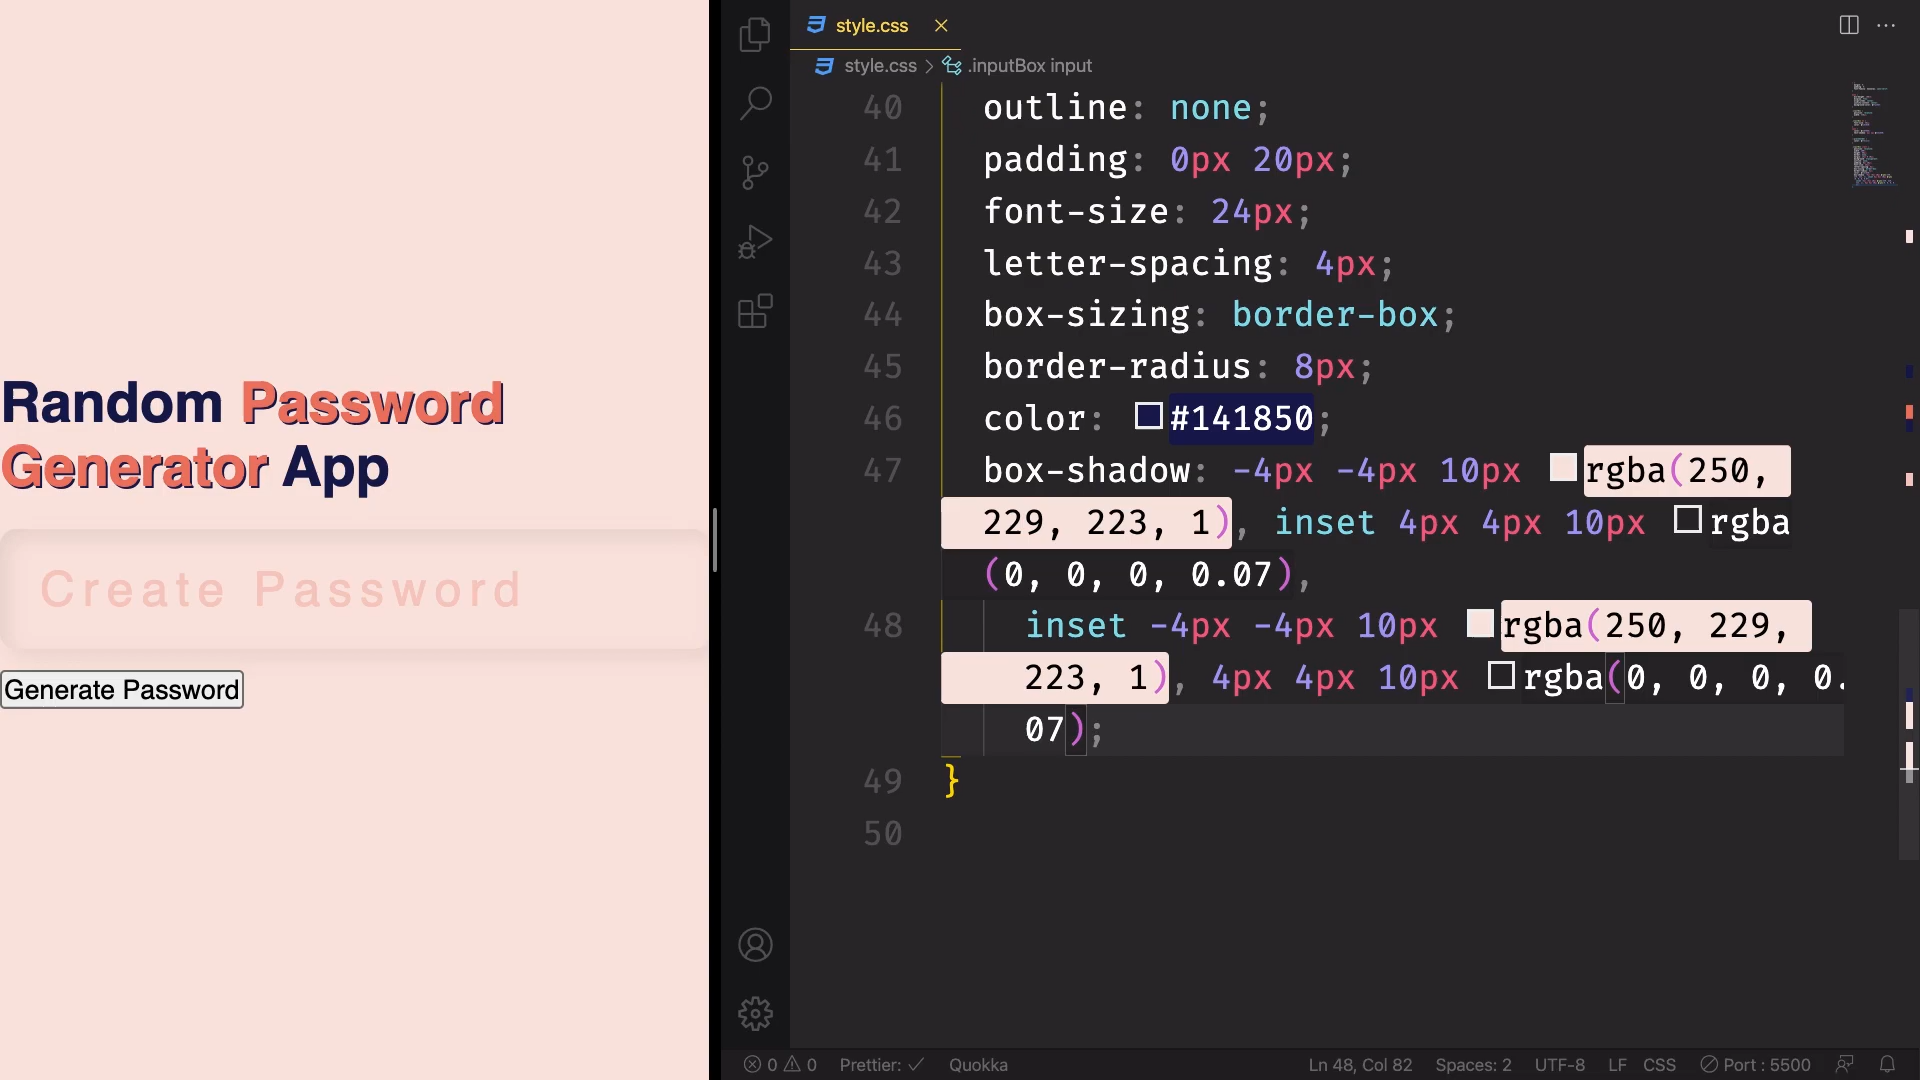 Random Password
Generator App
Create Password
Generate Password
style.css
style.css > .inputBox input
40 outline: none;
41 padding: 0px 20px;
42 font-size: 24px;
43 letter-spacing: 4px;
44 box-sizing: border-box;
45 border-radius: 8px;
46 color: #141850;
47 box-shadow: -4px -4px 10px rgba(250,
229, 223, 1), inset 4px 4px 10px rgba
(0, 0, 0, 0.07),
48 inset -4px -4px 10px rgba(250, 229,
223, 1), 4px 4px 10px rgba(0, 0, 0, 0.
07);
49 }
50
0 0 Prettier: ✓ Quokka Ln 48, Col 82 Spaces: 2 UTF-8 LF CSS Port : 5500